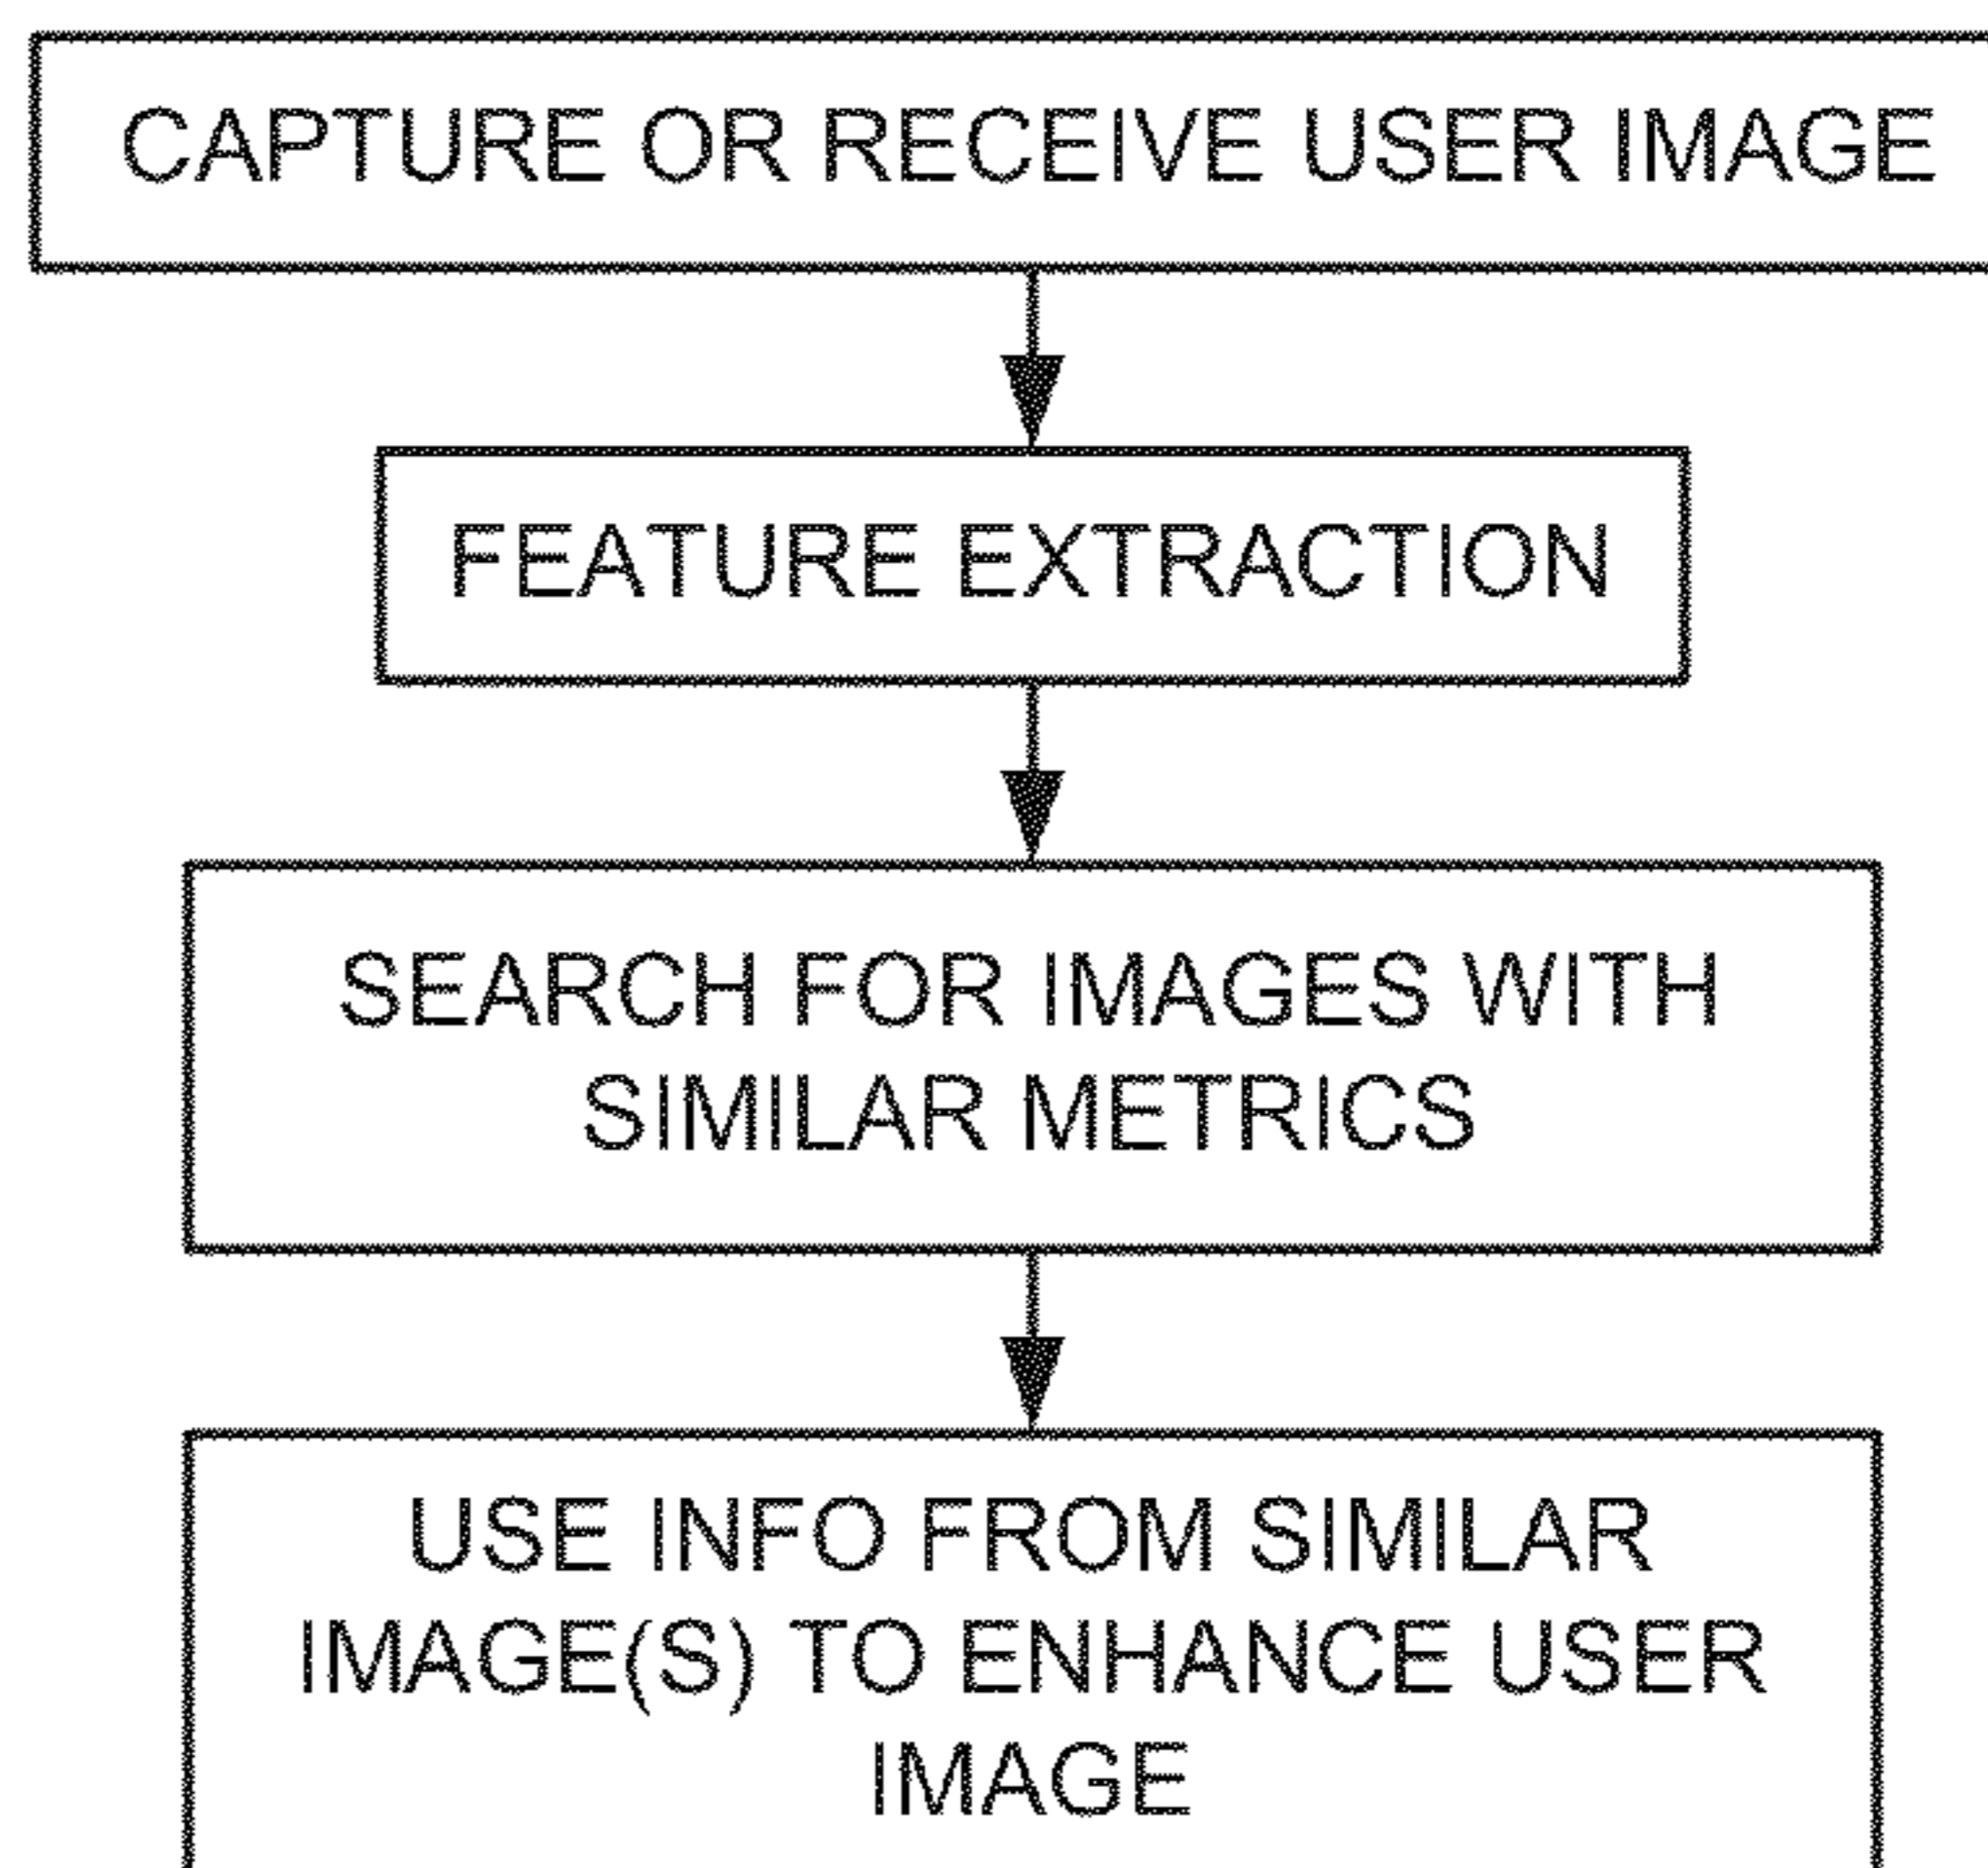 CAPTURE OR RECEIVE USER IMAGE
FEATURE EXTRACTION
SEARCH FOR IMAGES WITH
SIMILAR METRICS
USE INFO FROM SIMILAR
IMAGE(S) TO ENHANCE USER
IMAGE